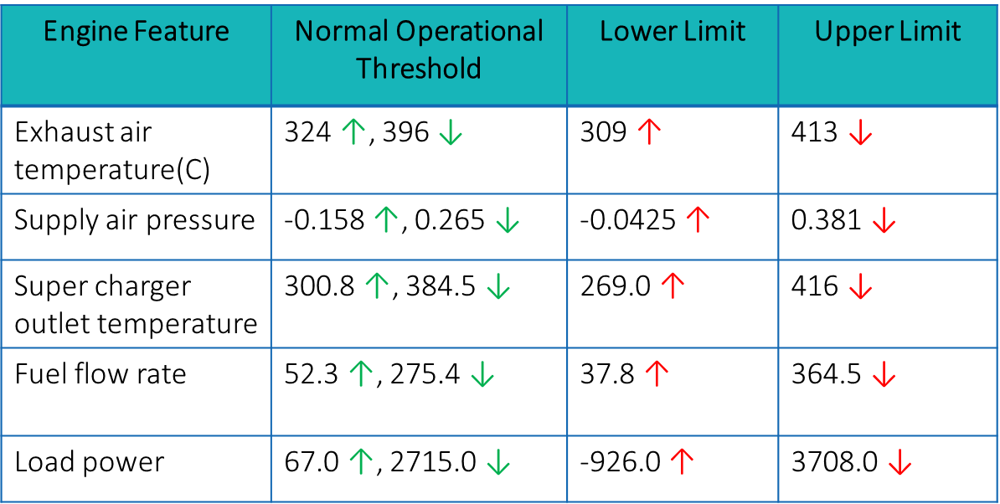 Engine Feature
Normal Operational
Threshold
Lower Limit
Upper Limit
Exhaust air
temperature(C)
324 ↑, 396 ↓
309 ↑
413 ↓
Supply air pressure
-0.158 ↑, 0.265 ↓
-0.0425 ↑
0.381 ↓
Super charger
outlet temperature
300.8 ↑, 384.5 ↓
269.0 ↑
416 ↓
Fuel flow rate
52.3 ↑, 275.4 ↓
37.8 ↑
364.5 ↓
Load power
67.0 ↑, 2715.0 ↓
-926.0 ↑
3708.0 ↓